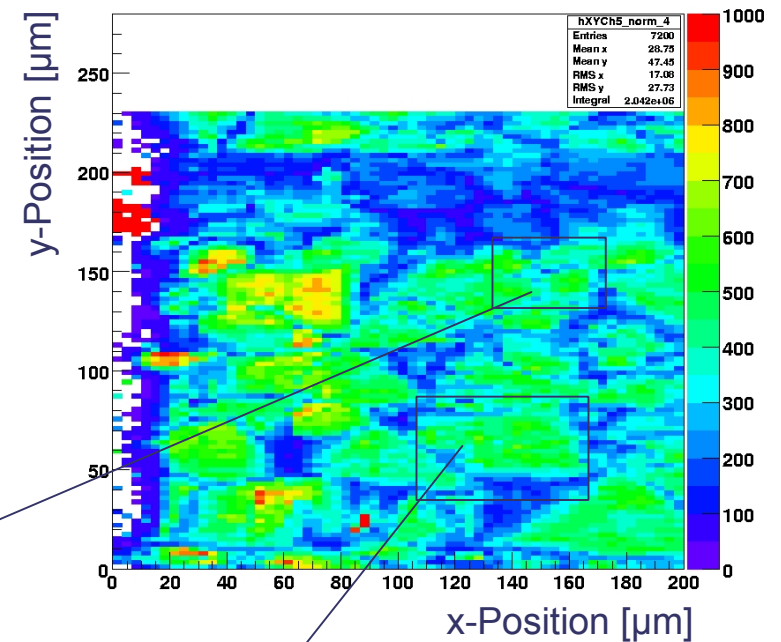 y-Position [µm]
hXYCh5_norm_4
Entries 7200
Mean x 28.75
Mean y 47.45
RMS x 17.08
RMS y 27.73
Integral 2.042e+06
250
200
150
100
50
0
0 20 40 60 80 100 120 140 160 180 200
1000
900
800
700
600
500
400
300
200
100
0
x-Position [µm]